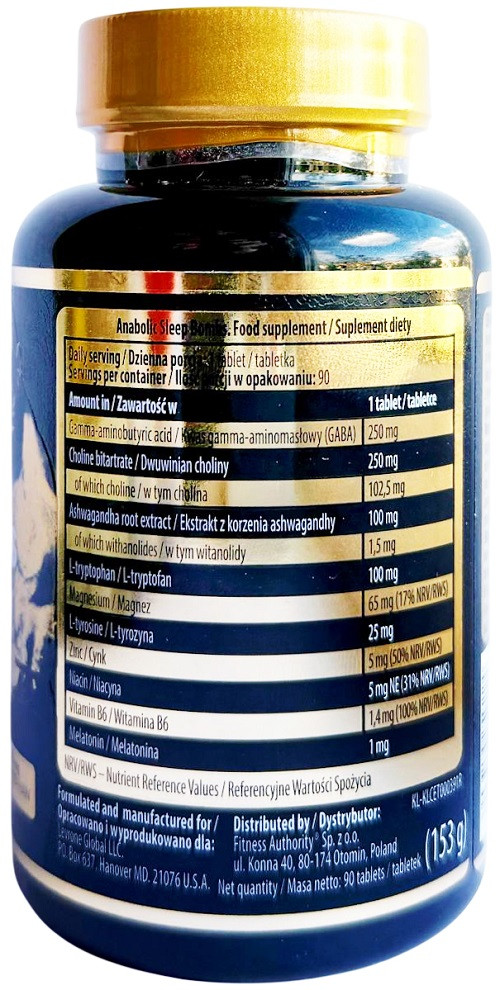 Anabolic Sleep Bombs. Food supplement / Suplement diety
Daily serving / Dzienna porcja: 1 tablet / tabletka
Servings per container / Ilość porcji w opakowaniu: 90
Amount in / Zawartość w 1 tablet / tabletce
Gamma-aminobutyric acid / Kwas gamma-aminomasłowy (GABA) 250 mg
Choline bitartrate / Dwuwinian choliny 250 mg
of which choline / w tym cholina 102,5 mg
Ashwagandha root extract / Ekstrakt z korzenia ashwagandhy 100 mg
of which withanolides / w tym witanolidy 1,5 mg
L-tryptophan / L-tryptofan 100 mg
Magnesium / Magnez 65 mg (17% NRV/RWS)
L-tyrosine / L-tyrozyna 25 mg
Zinc / Cynk 5 mg (50% NRV/RWS)
Niacin / Niacyna 5 mg NE (31% NRV/RWS)
Vitamin B6 / Witamina B6 1,4 mg (100% NRV/RWS)
Melatonin / Melatonina 1 mg
NRV/RWS – Nutrient Reference Values / Referencyjne Wartości Spożycia
KL-KLCET000391R
Formulated and manufactured for /
Opracowano i wyprodukowano dla:
Levrone Global LLC.
P.O. Box 637, Hanover MD. 21076 U.S.A.
Distributed by / Dystrybutor:
Fitness Authority® Sp. z o.o.
ul. Konna 40, 80-174 Otomin, Poland
Net quantity / Masa netto: 90 tablets / tabletek (153 g)